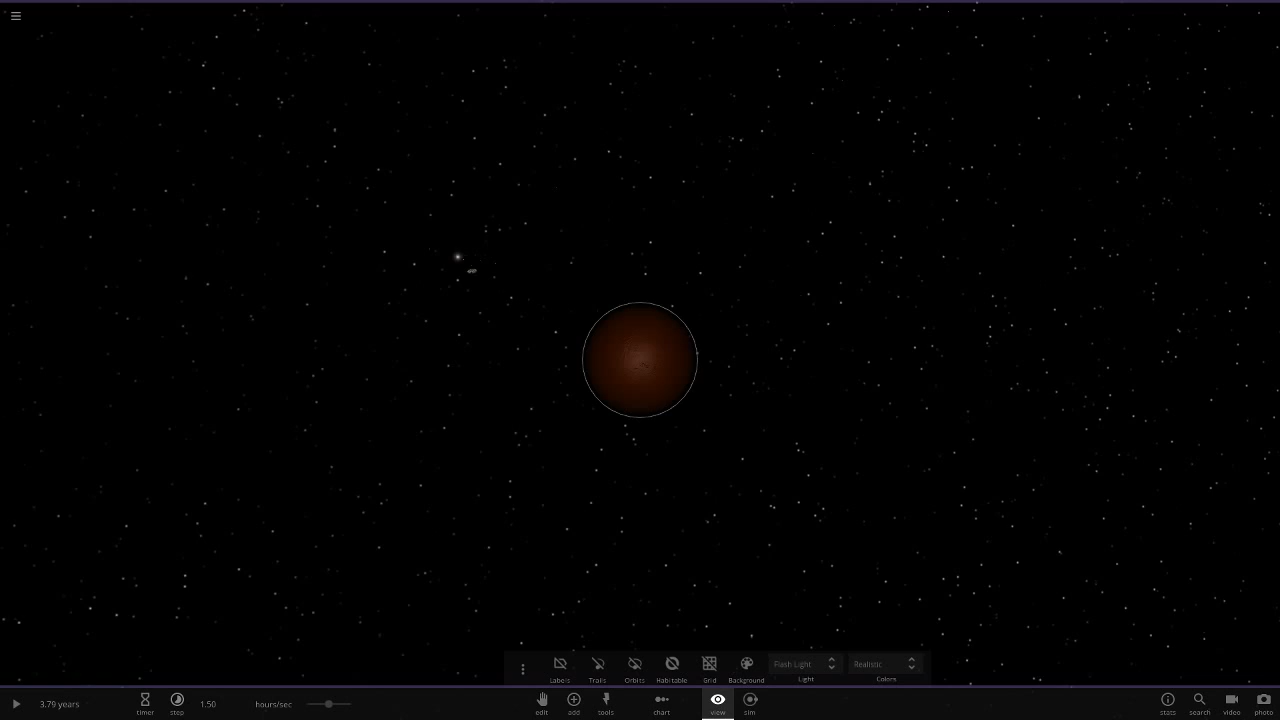 Flash Light
Realistic
Labels
Trails
Orbits
Habitable
Grid
Background
Light
Colors
3.79 years
timer
step
1.50
hours/sec
edit
add
tools
chart
view
sim
stats
search
video
photo